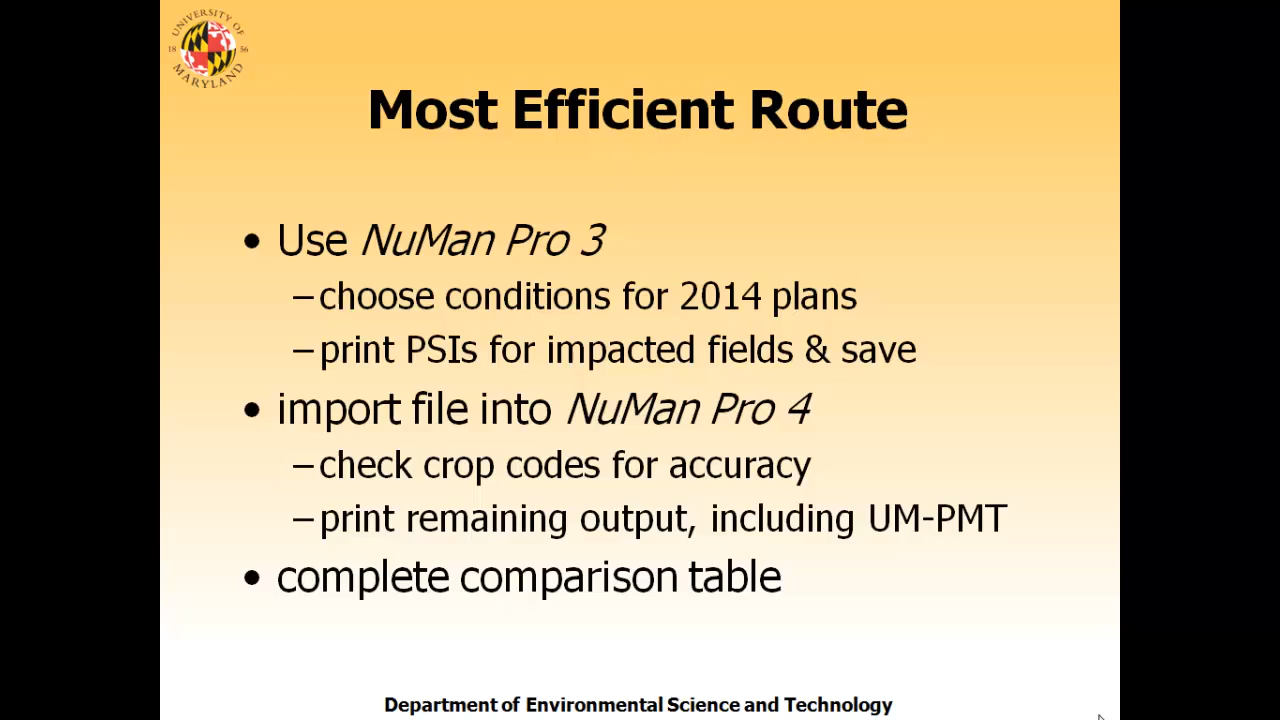 UNIVERSITY OF
18 56
MARYLAND
Most Efficient Route
• Use NuMan Pro 3
–choose conditions for 2014 plans
–print PSIs for impacted fields & save
• import file into NuMan Pro 4
–check crop codes for accuracy
–print remaining output, including UM-PMT
• complete comparison table
Department of Environmental Science and Technology